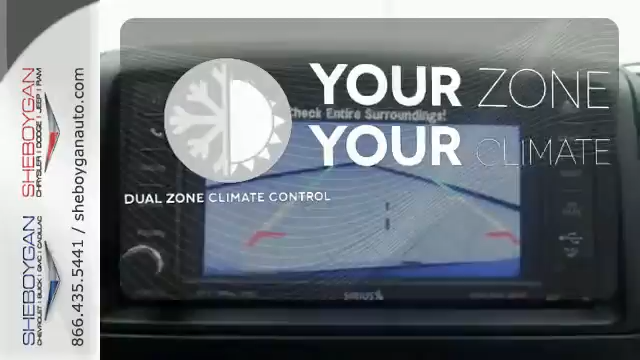 YOUR ZONE
Check Entire Surroundings!
YOUR CLIMATE
DUAL ZONE CLIMATE CONTROL
SIRIUS
SHEBOYGAN
CHRYSLER | DODGE | JEEP | RAM
SHEBOYGAN
CHEVROLET | BUICK | GMC | CADILLAC
866.435.5441 / sheboyganauto.com